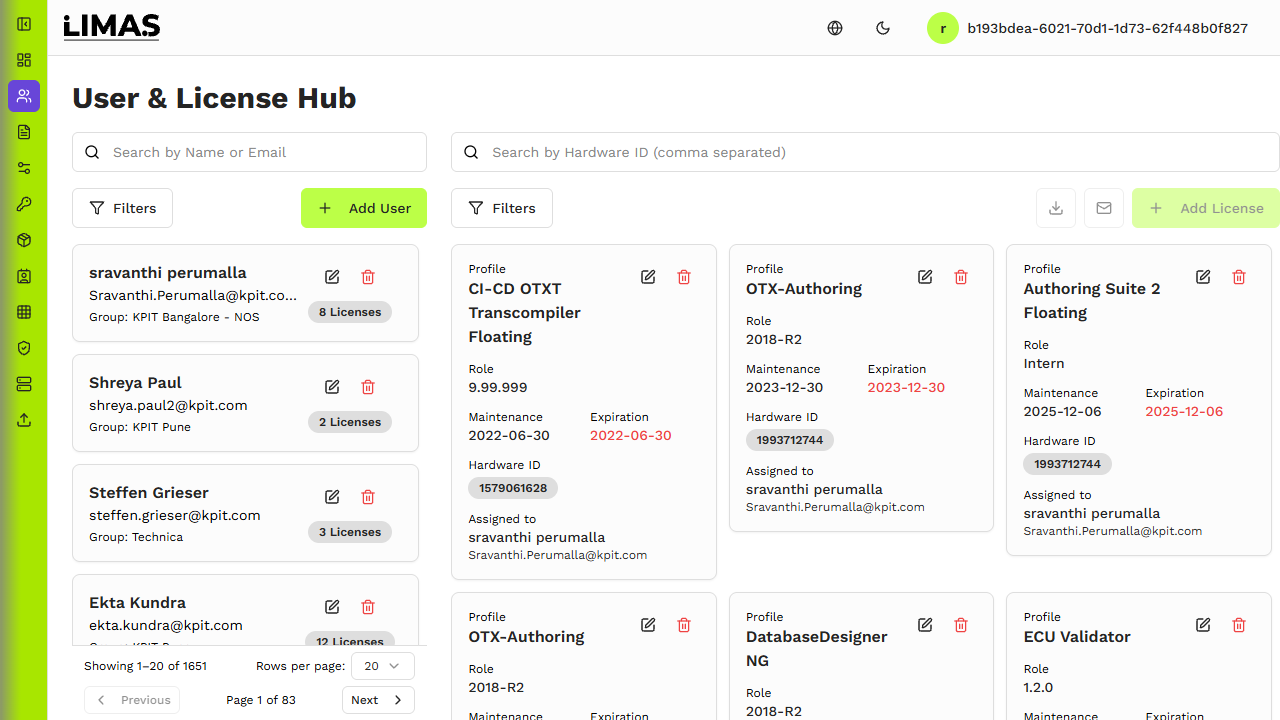 LIMAS
r
b193bdea-6021-70d1-1d73-62f448b0f827
User & License Hub
Search by Name or Email
Search by Hardware ID (comma separated)
Filters
Add User
Filters
Add License
sravanthi perumalla
Sravanthi.Perumalla@kpit.co...
Group: KPIT Bangalore - NOS
8 Licenses
Shreya Paul
shreya.paul2@kpit.com
Group: KPIT Pune
2 Licenses
Steffen Grieser
steffen.grieser@kpit.com
Group: Technica
3 Licenses
Ekta Kundra
ekta.kundra@kpit.com
12 Licenses
Showing 1–20 of 1651
Rows per page:
20
Previous
Page 1 of 83
Next
Profile
CI-CD OTXT
Transcompiler
Floating
Role
9.99.999
Maintenance
Expiration
2022-06-30
2022-06-30
Hardware ID
1579061628
Assigned to
sravanthi perumalla
Sravanthi.Perumalla@kpit.com
Profile
OTX-Authoring
Role
2018-R2
Maintenance
Expiration
2023-12-30
2023-12-30
Hardware ID
1993712744
Assigned to
sravanthi perumalla
Sravanthi.Perumalla@kpit.com
Profile
Authoring Suite 2
Floating
Role
Intern
Maintenance
Expiration
2025-12-06
2025-12-06
Hardware ID
1993712744
Assigned to
sravanthi perumalla
Sravanthi.Perumalla@kpit.com
Profile
OTX-Authoring
Role
2018-R2
Maintenance
Expiration
Profile
DatabaseDesigner
NG
Role
2018-R2
Profile
ECU Validator
Role
1.2.0
Maintenance
Expiration